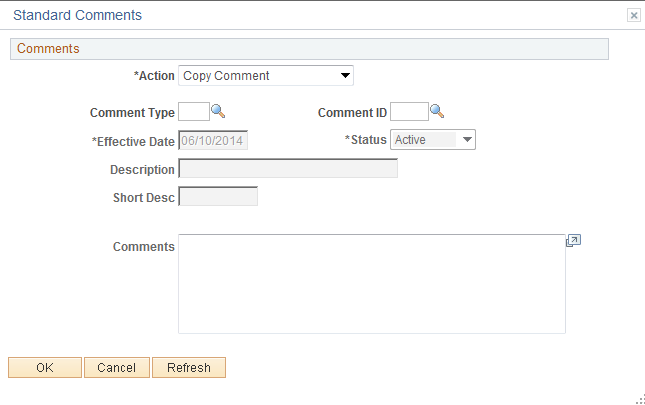 Standard Comments
Comments
*Action Copy Comment
Comment Type Comment ID
*Effective Date 06/10/2014 *Status Active
Description
Short Desc
Comments
OK Cancel Refresh